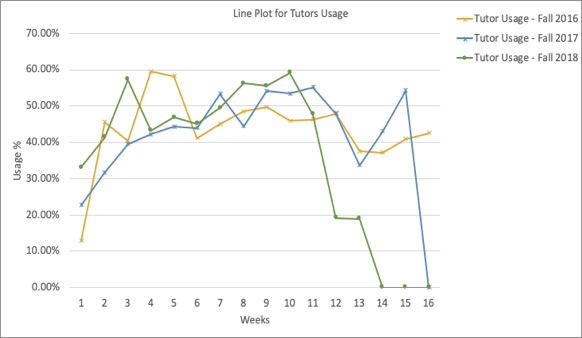 Line Plot for Tutors Usage
Tutor Usage - Fall 2016
Tutor Usage - Fall 2017
Tutor Usage - Fall 2018
70.00%
60.00%
50.00%
40.00%
30.00%
20.00%
10.00%
0.00%
Usage %
1 2 3 4 5 6 7 8 9 10 11 12 13 14 15 16
Weeks